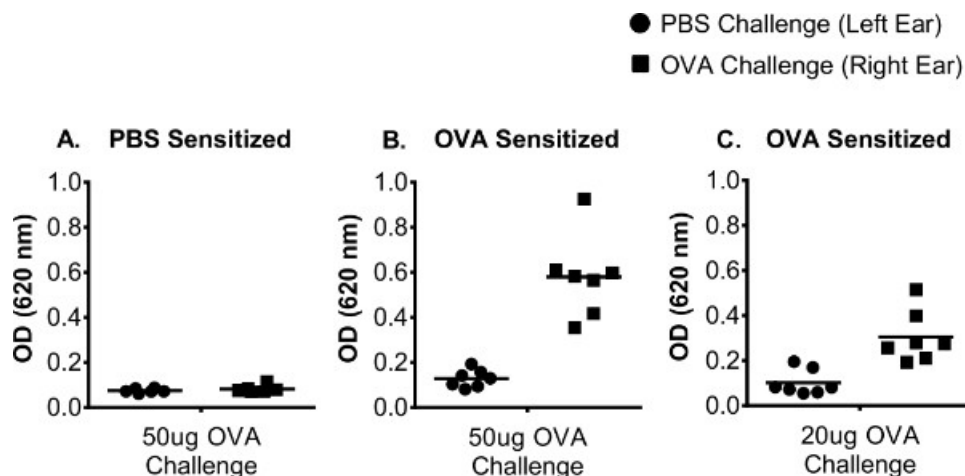 PBS Challenge (Left Ear)
OVA Challenge (Right Ear)
A. PBS Sensitized
OD (620 nm)
1.0
0.8
0.6
0.4
0.2
0.0
50ug OVA
Challenge
B. OVA Sensitized
OD (620 nm)
1.0
0.8
0.6
0.4
0.2
0.0
50ug OVA
Challenge
C. OVA Sensitized
OD (620 nm)
1.0
0.8
0.6
0.4
0.2
0.0
20ug OVA
Challenge